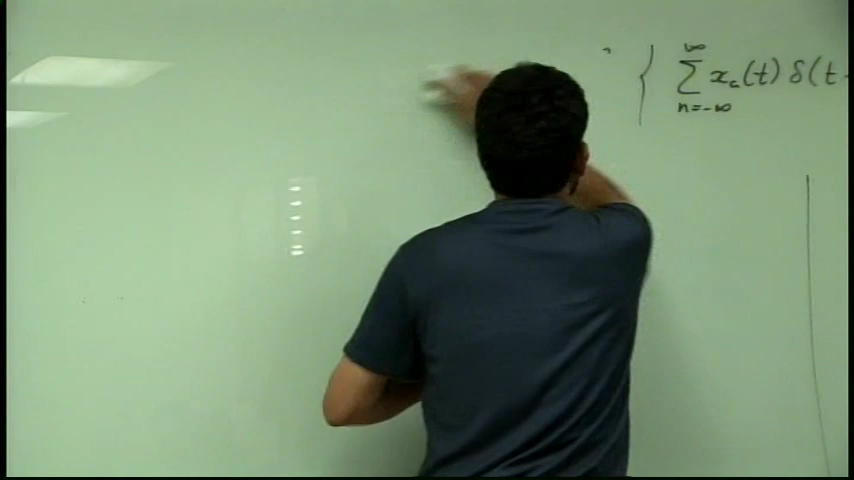 { ∞∑n=-∞ x_c(t) δ(t-